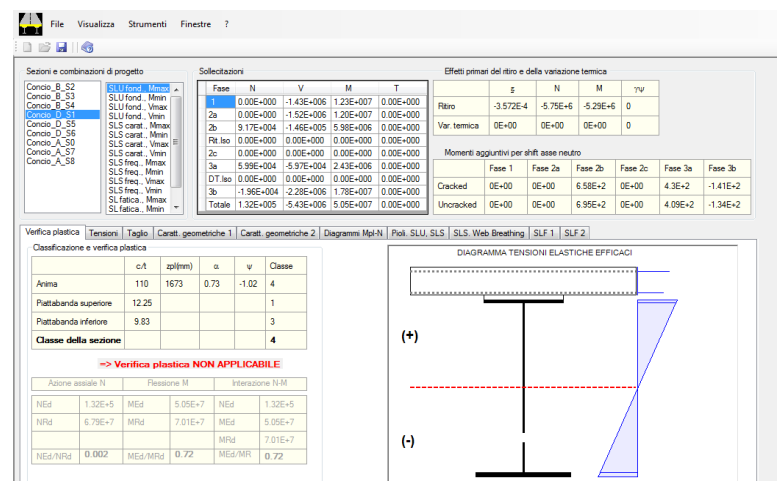 File Visualizza Strumenti Finestre ?
Sezioni e combinazioni di progetto
Concio_B_S2
Concio_B_S3
Concio_B_S4
Concio_D_S1
Concio_D_S5
Concio_D_S6
Concio_A_S0
Concio_A_S7
Concio_A_S8
SLU fond., Mmax
SLU fond., Mmin
SLU fond., Vmax
SLU fond., Vmin
SLS carat., Mmax
SLS carat., Mmin
SLS carat., Vmax
SLS carat., Vmin
SLS freq., Mmax
SLS freq., Mmin
SLS freq., Vmax
SLS freq., Vmin
SL fatica., Mmax
SL fatica., Mmin
Sollecitazioni
Fase N V M T
1 0.00E+000 -1.43E+006 1.23E+007 0.00E+000
2a 0.00E+000 -1.52E+006 1.20E+007 0.00E+000
2b 9.17E+004 -1.46E+005 5.98E+006 0.00E+000
Rit.Iso 0.00E+000 0.00E+000 0.00E+000 0.00E+000
2c 0.00E+000 0.00E+000 0.00E+000 0.00E+000
3a 5.99E+004 -5.97E+004 2.43E+006 0.00E+000
DT.Iso 0.00E+000 0.00E+000 0.00E+000 0.00E+000
3b -1.96E+004 -2.28E+006 1.78E+007 0.00E+000
Totale 1.32E+005 -5.43E+006 5.05E+007 0.00E+000
Effetti primari del ritiro e della variazione termica
ε N M γψ
Ritiro -3.572E-4 -5.75E+6 -5.29E+6 0
Var. termica 0E+00 0E+00 0E+00 0
Momenti aggiuntivi per shift asse neutro
Fase 1 Fase 2a Fase 2b Fase 2c Fase 3a Fase 3b
Cracked 0E+00 0E+00 6.58E+2 0E+00 4.3E+2 -1.41E+2
Uncracked 0E+00 0E+00 6.95E+2 0E+00 4.09E+2 -1.34E+2
Verifica plastica Tensioni Taglio Caratt. geometriche 1 Caratt. geometriche 2 Diagrammi Mpl-N Pioli. SLU, SLS SLS. Web Breathing SLF 1 SLF 2
Classificazione e verifica plastica
c/t zpl(mm) α ψ Classe
Anima 110 1673 0.73 -1.02 4
Piattabanda superiore 12.25 1
Piattabanda inferiore 9.83 3
Classe della sezione 4
=> Verifica plastica NON APPLICABILE
Azione assiale N Flessione M Interazione N-M
NEd 1.32E+5 MEd 5.05E+7 NEd 1.32E+5
NRd 6.79E+7 MRd 7.01E+7 MEd 5.05E+7
MRd 7.01E+7
NEd/NRd 0.002 MEd/MRd 0.72 MEd/MR 0.72
DIAGRAMMA TENSIONI ELASTICHE EFFICACI
(+)
(-)